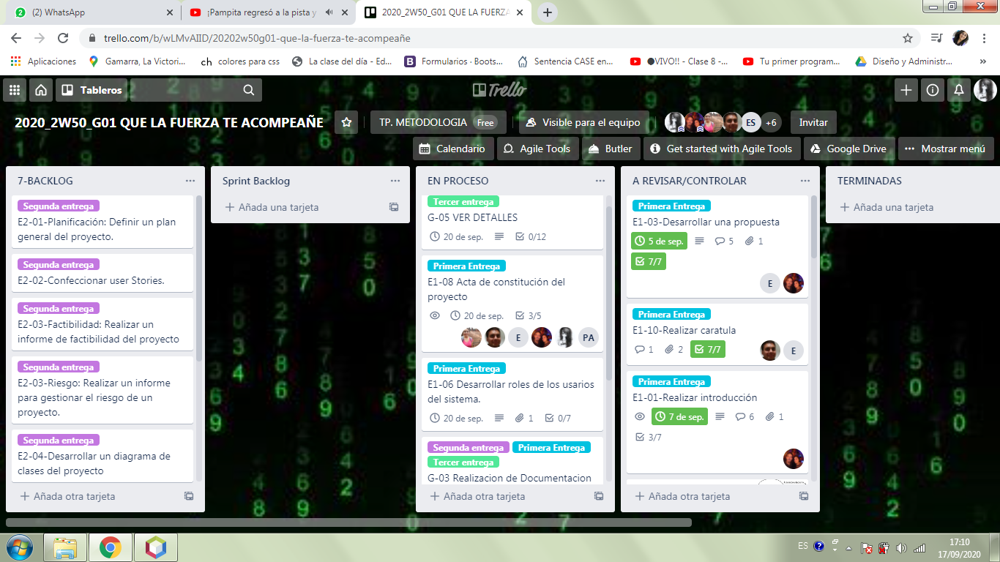 (2) WhatsApp
¡Pampita regresó a la pista y
2020_2W50_G01 QUE LA FUERZA
trello.com/b/wLMvAIID/20202w50g01-que-la-fuerza-te-acompeañe
Aplicaciones
Gamarra, La Victori...
ch colores para css
La clase del día - Ed...
Formularios · Boots...
Sentencia CASE en...
●VIVO!! - Clase 8 -...
Tu primer program...
Diseño y Administr...
»
Tableros
Trello
2020_2W50_G01 QUE LA FUERZA TE ACOMPEAÑE
TP. METODOLOGIA Free
Visible para el equipo
ES
+6
Invitar
Calendario
Agile Tools
Butler
Get started with Agile Tools
Google Drive
Mostrar menú
7-BACKLOG
Segunda entrega
E2-01-Planificación: Definir un plan
general del proyecto.
Segunda entrega
E2-02-Confeccionar user Stories.
Segunda entrega
E2-03-Factibilidad: Realizar un
informe de factibilidad del proyecto
Segunda entrega
E2-03-Riesgo: Realizar un informe
para gestionar el riesgo de un
proyecto.
Segunda entrega
E2-04-Desarrollar un diagrama de
clases del proyecto
+ Añada otra tarjeta
Sprint Backlog
+ Añada una tarjeta
EN PROCESO
Tercer entrega
G-05 VER DETALLES
20 de sep. 0/12
Primera Entrega
E1-08 Acta de constitución del
proyecto
20 de sep. 3/5
E PA
Primera Entrega
E1-06 Desarrollar roles de los usarios
del sistema.
20 de sep. 1 0/7
Segunda entrega Primera Entrega
Tercer entrega
G-03 Realizacion de Documentacion
+ Añada otra tarjeta
A REVISAR/CONTROLAR
Primera Entrega
E1-03-Desarrollar una propuesta
5 de sep. 5 1
7/7
E
Primera Entrega
E1-10-Realizar caratula
1 2 7/7 E
Primera Entrega
E1-01-Realizar introducción
7 de sep. 6 1
3/7
+ Añada otra tarjeta
TERMINADAS
+ Añada una tarjeta
ES
17:10
17/09/2020